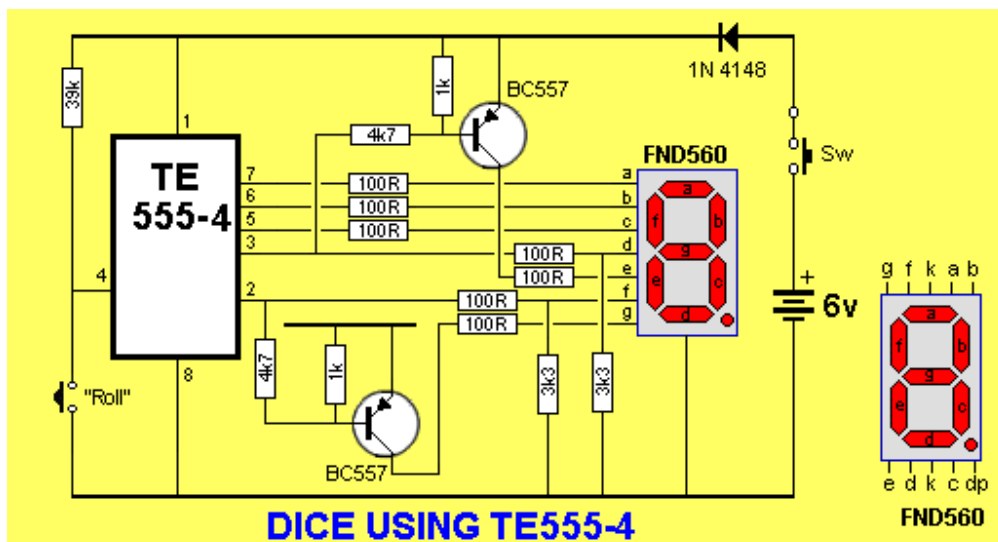 1N 4148
39k
1
1k
BC557
4k7
TE
555-4
FND560
Sw
7
100R
a
a
6
100R
b
f
b
5
100R
c
3
100R
d
g
100R
e
e
c
4
2
100R
f
100R
g
d
+
6v
g f k a b
a
f
b
g
e
c
d
e d k c dp
FND560
8
"Roll"
4k7
1k
3k3
3k3
BC557
DICE USING TE555-4